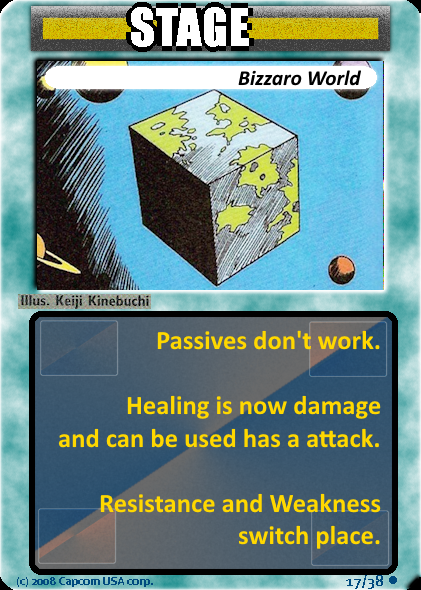 STAGE
Bizzaro World
Illus. Keiji Kinebuchi
Passives don't work.
Healing is now damage
and can be used has a attack.
Resistance and Weakness
switch place.
(c) 2008 Capcom USA corp.
17/38 ●